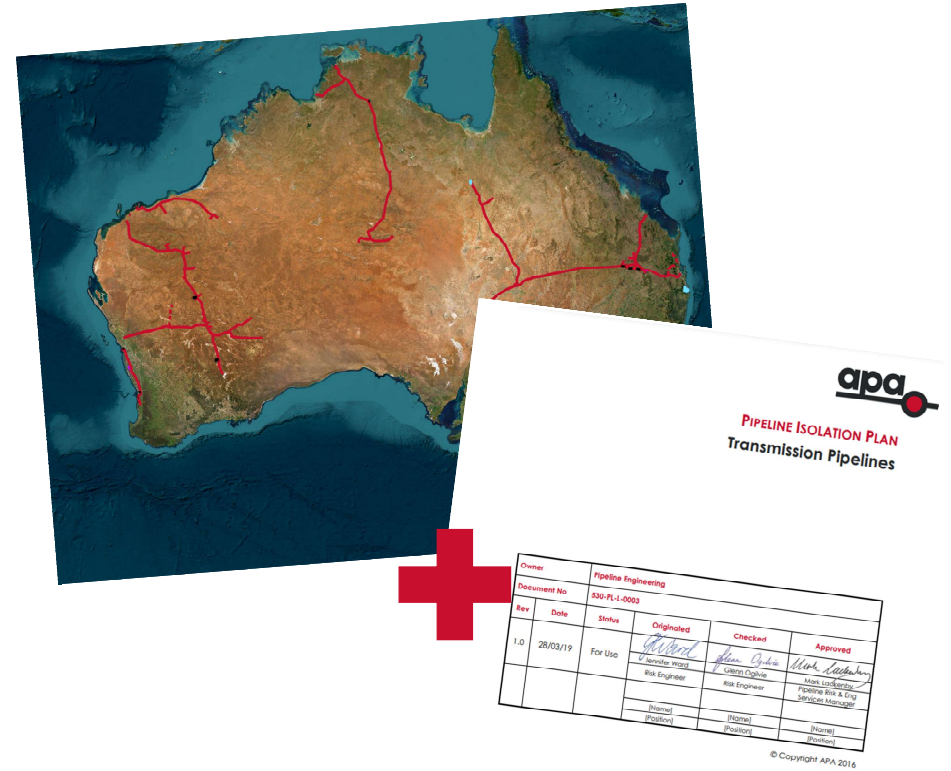 apa
PIPELINE ISOLATION PLAN
Transmission Pipelines
Owner Pipeline Engineering
Document No 530-PL-L-0003
Rev Date Status Originated Checked Approved
1.0 28/03/19 For Use
Jennifer Ward Glenn Ogilvie Mark Lackenby
Risk Engineer Risk Engineer Pipeline Risk & Eng
Services Manager
[Name] [Name] [Name]
[Position] [Position] [Position]
© Copyright APA 2016